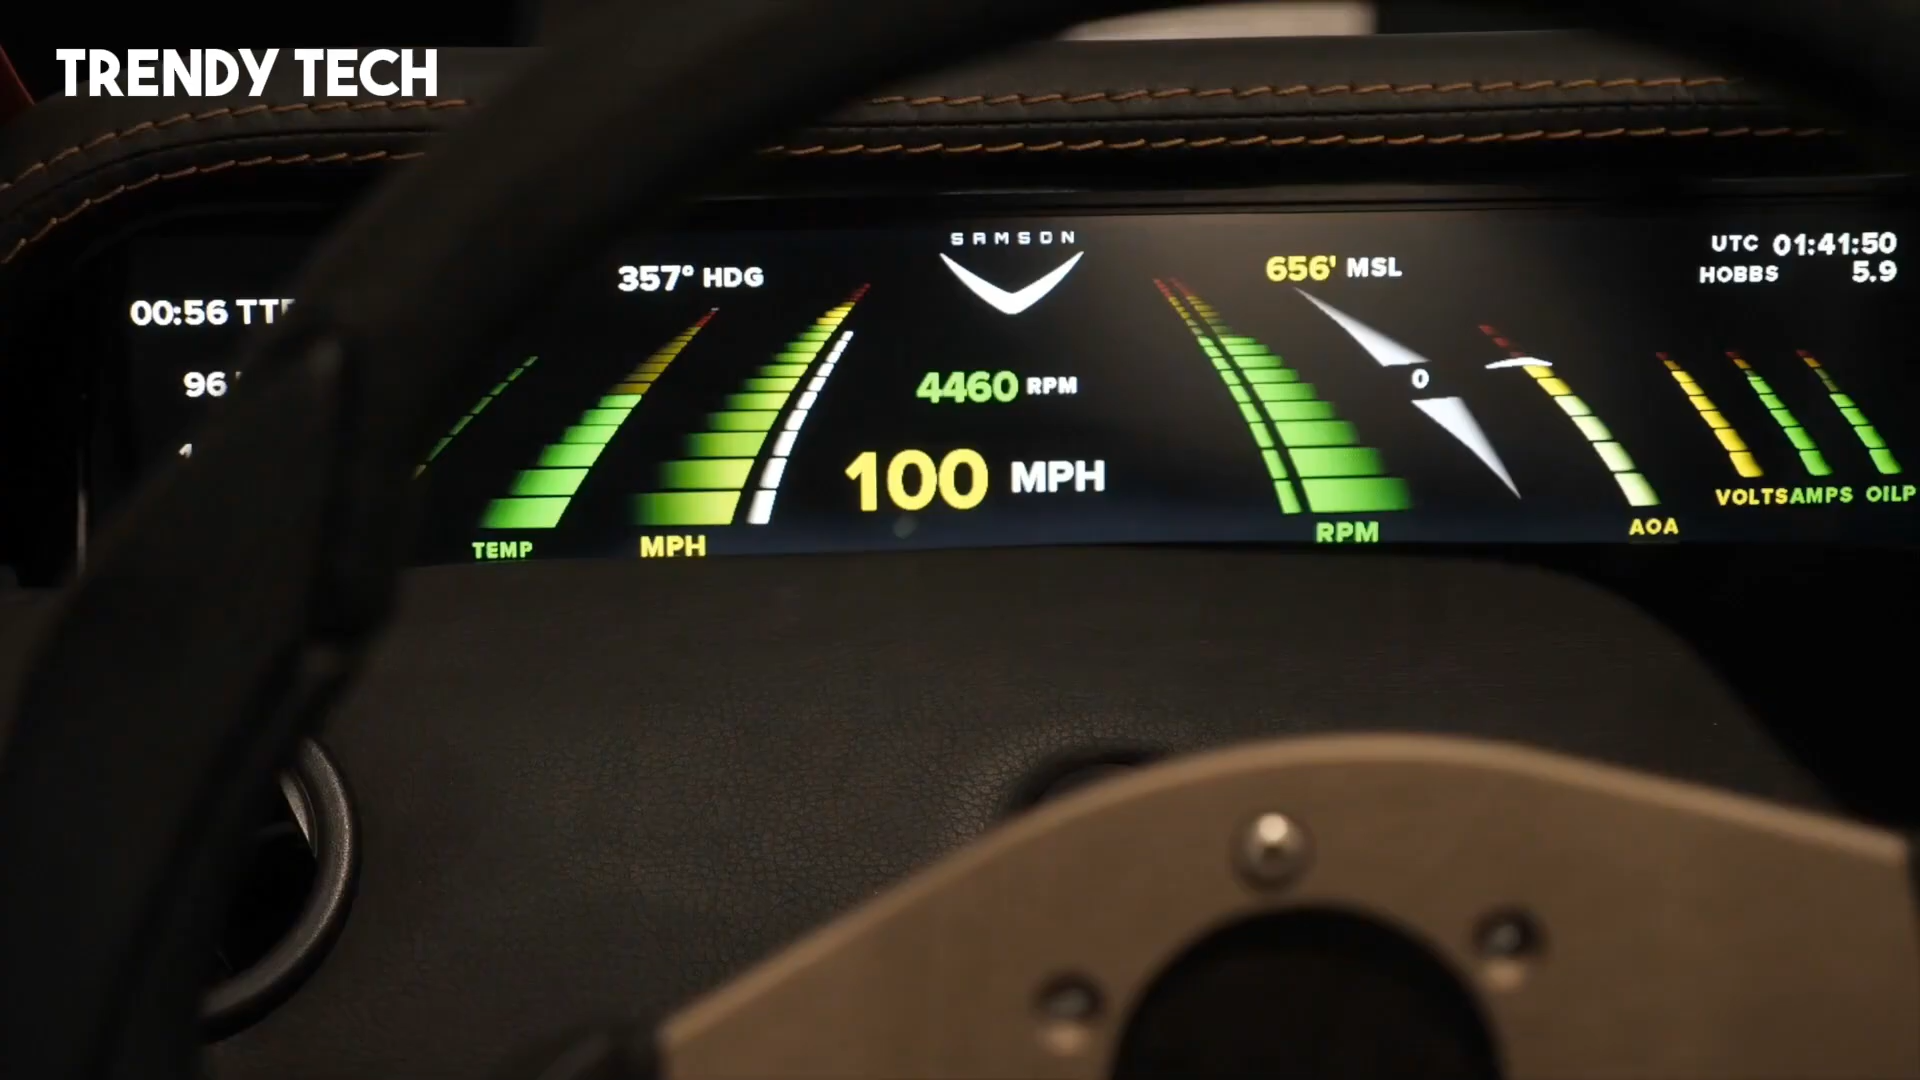 TRENDY TECH
SAMSON
357° HDG
656' MSL
UTC 01:41:50
HOBBS 5.9
00:56
96
4460 RPM
0
100 MPH
TEMP
MPH
RPM
AOA
VOLTS AMPS OILP